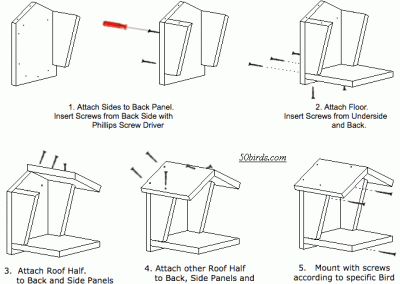 1. Attach Sides to Back Panel.
Insert Screws from Back Side with
Phillips Screw Driver
2. Attach Floor.
Insert Screws from Underside
and Back.
50birds.com
3. Attach Roof Half.
to Back and Side Panels
4. Attach other Roof Half
to Back, Side Panels and
5. Mount with screws
according to specific Bird